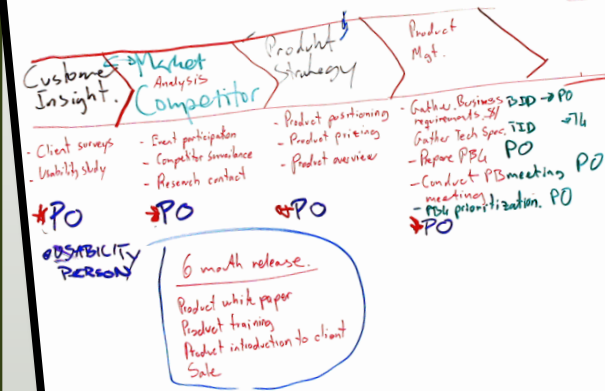 Customer
Insight.
Market
Analysis
Competitor
Product
Strategy
Product
Mgt.
- Client surveys
- Usability study
*PO
USABILITY
PERSON
- Event participation
- Competitor surveilance
- Research contact
PO
- Product positioning
- Product pricing
- Product overview
PO
- Gather Business BID → PO
requirements
Gather Tech Spec. TID → TL
- Prepare PBG PO
- Conduct PB meeting PO
meeting
- PBG prioritization. PO
PO
6 month release.
Product white paper
Product training
Product introduction to client
Sale